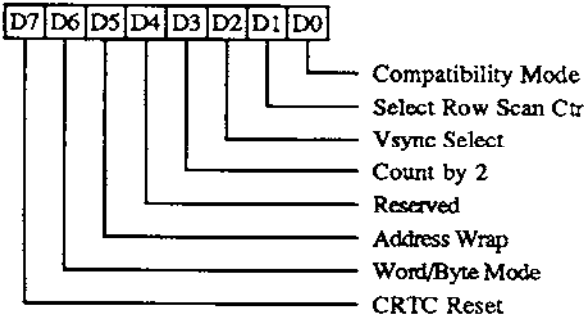 D7 D6 D5 D4 D3 D2 D1 D0
Compatibility Mode
Select Row Scan Ctr
Vsync Select
Count by 2
Reserved
Address Wrap
Word/Byte Mode
CRTC Reset